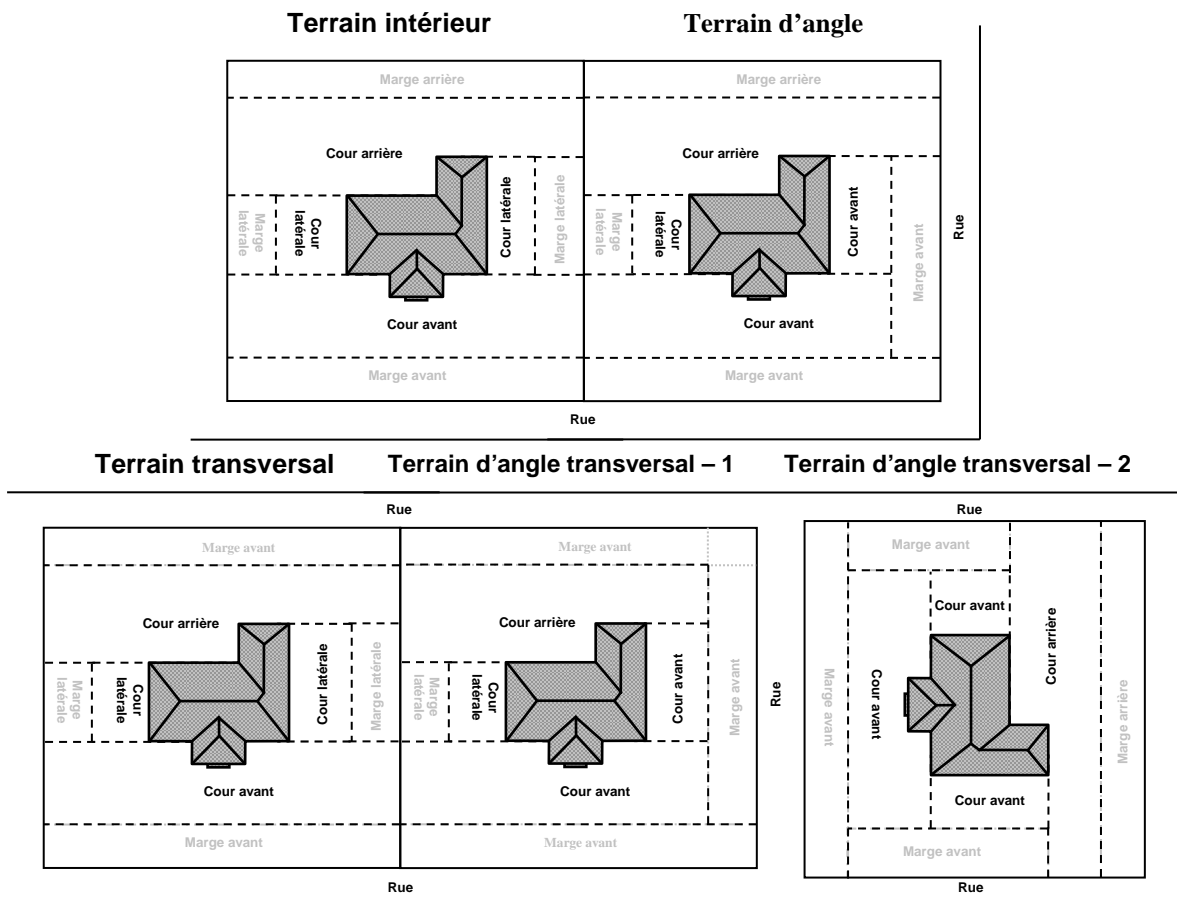 Terrain intérieur
Terrain d'angle
Marge arrière
Marge arrière
Cour arrière
Cour arrière
Marge
latérale
Cour
latérale
Cour latérale
Marge latérale
Marge
latérale
Cour
latérale
Cour avant
Marge avant
Rue
Cour avant
Cour avant
Marge avant
Marge avant
Rue
Terrain transversal
Terrain d'angle transversal – 1
Terrain d'angle transversal – 2
Rue
Rue
Marge avant
Marge avant
Marge avant
Cour arrière
Cour arrière
Cour avant
Marge
latérale
Cour
latérale
Cour latérale
Marge latérale
Marge
latérale
Cour
latérale
Cour avant
Marge avant
Rue
Marge avant
Cour avant
Cour arrière
Marge arrière
Cour avant
Cour avant
Cour avant
Marge avant
Marge avant
Marge avant
Rue
Rue